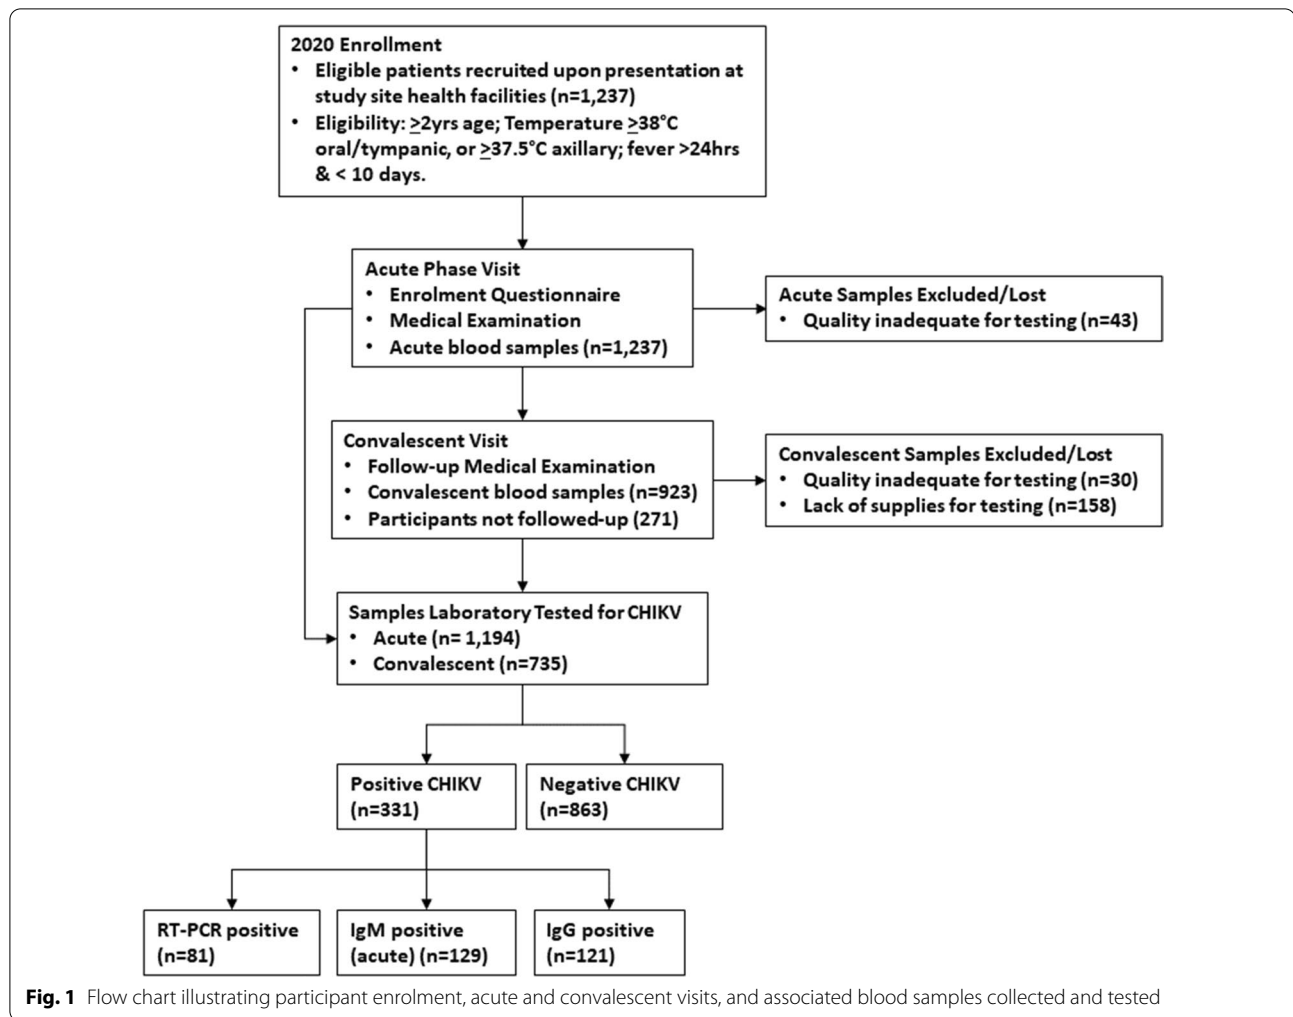 2020 Enrollment
• Eligible patients recruited upon presentation at
study site health facilities (n=1,237)
• Eligibility: ≥2yrs age; Temperature ≥38°C
oral/tympanic, or ≥37.5°C axillary; fever >24hrs
& < 10 days.
Acute Phase Visit
• Enrolment Questionnaire
• Medical Examination
• Acute blood samples (n=1,237)
Acute Samples Excluded/Lost
• Quality inadequate for testing (n=43)
Convalescent Visit
• Follow-up Medical Examination
• Convalescent blood samples (n=923)
• Participants not followed-up (271)
Convalescent Samples Excluded/Lost
• Quality inadequate for testing (n=30)
• Lack of supplies for testing (n=158)
Samples Laboratory Tested for CHIKV
• Acute (n= 1,194)
• Convalescent (n=735)
Positive CHIKV
(n=331)
Negative CHIKV
(n=863)
RT-PCR positive
(n=81)
IgM positive
(acute) (n=129)
IgG positive
(n=121)
Fig. 1 Flow chart illustrating participant enrolment, acute and convalescent visits, and associated blood samples collected and tested